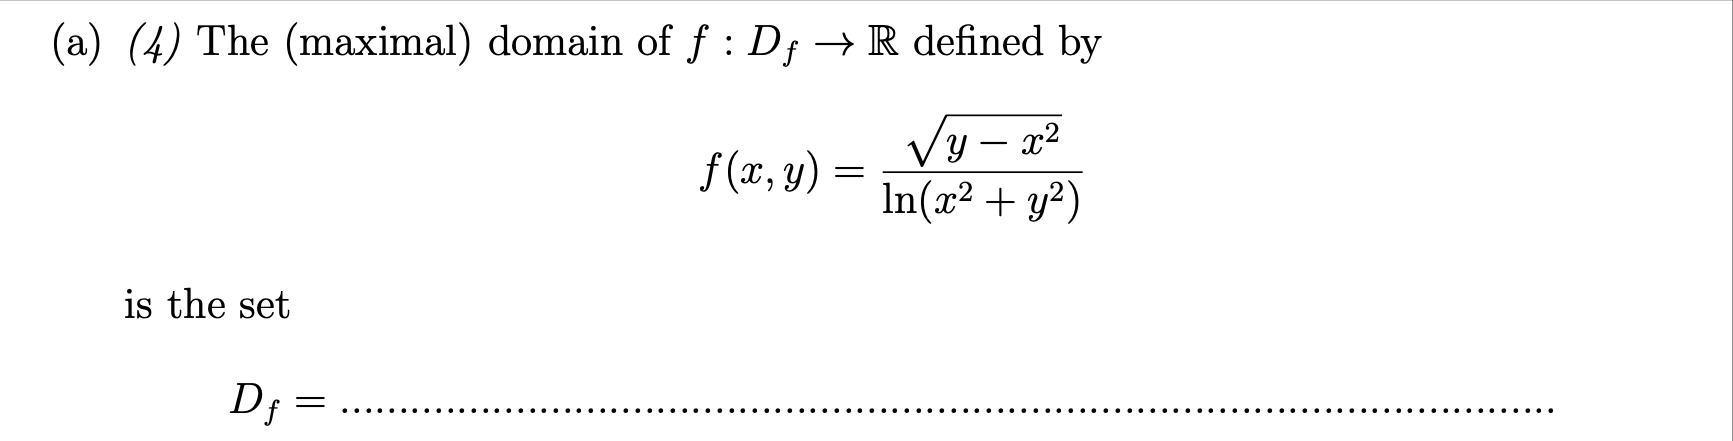 (a) (4) The (maximal) domain of f : D_f → ℝ defined by
f(x, y) = √(y − x²) / ln(x² + y²)
is the set
D_f = ................................................................................